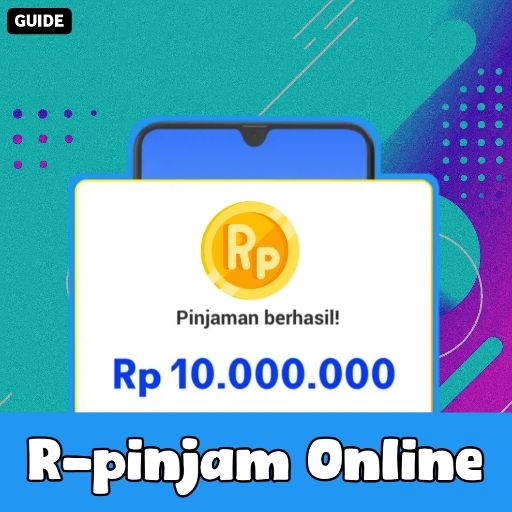 GUIDE
Rp
Pinjaman berhasil!
Rp 10.000.000
R-pinjam Online